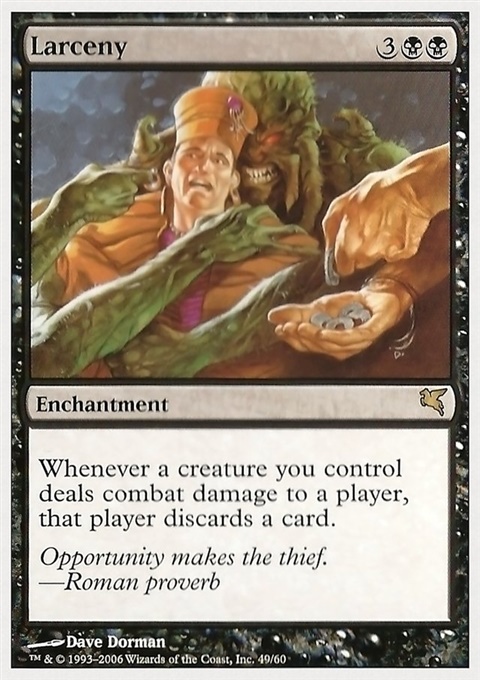 Larceny 3
Enchantment
Whenever a creature you control
deals combat damage to a player,
that player discards a card.
Opportunity makes the thief.
—Roman proverb
Dave Dorman
™ & © 1993–2006 Wizards of the Coast, Inc. 49/60